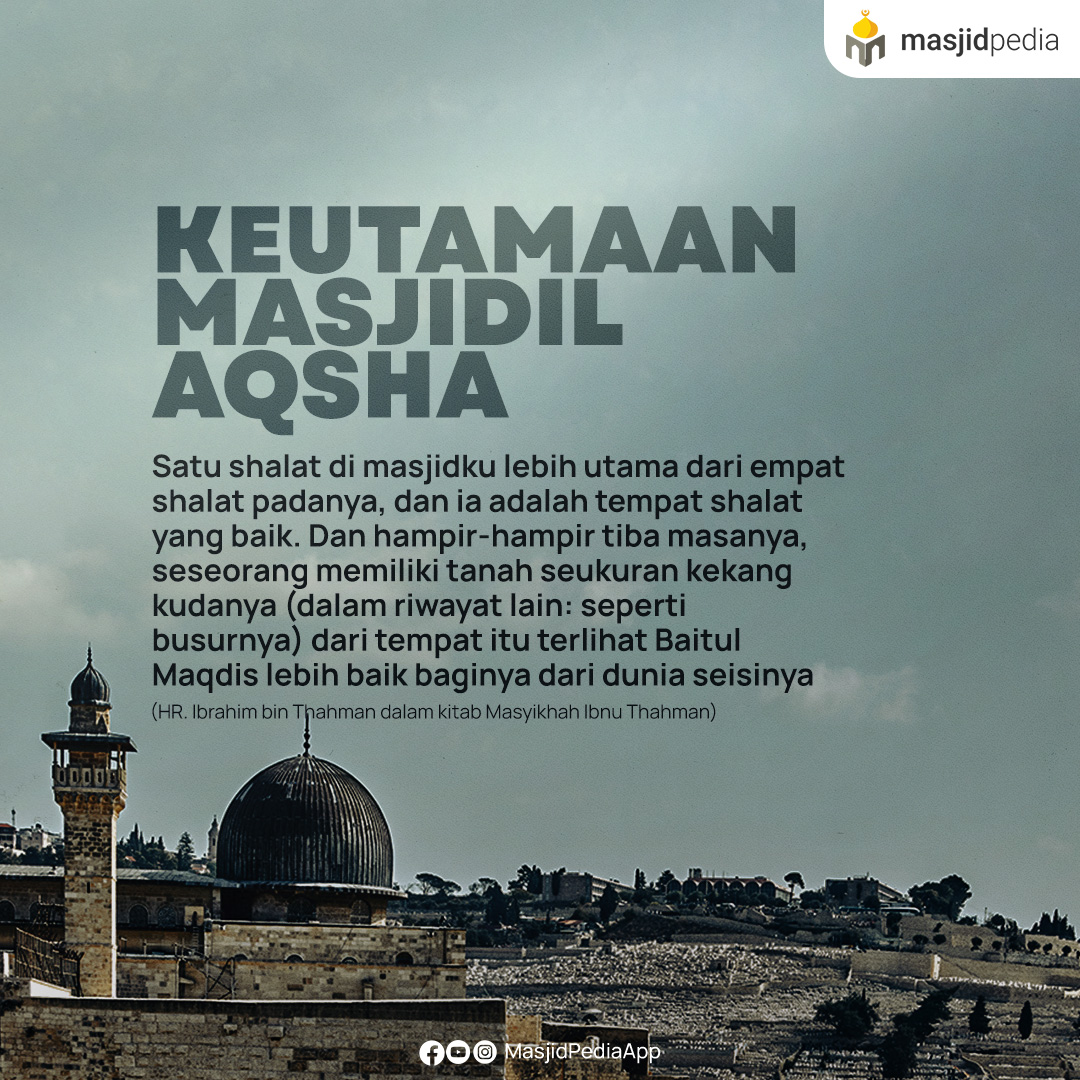 masjidpedia
KEUTAMAAN
MASJIDIL
AQSHA
Satu shalat di masjidku lebih utama dari empat
shalat padanya, dan ia adalah tempat shalat
yang baik. Dan hampir-hampir tiba masanya,
seseorang memiliki tanah seukuran kekang
kudanya (dalam riwayat lain: seperti
busurnya) dari tempat itu terlihat Baitul
Maqdis lebih baik baginya dari dunia seisinya
(HR. Ibrahim bin Thahman dalam kitab Masyikhah Ibnu Thahman)
MasjidPediaApp